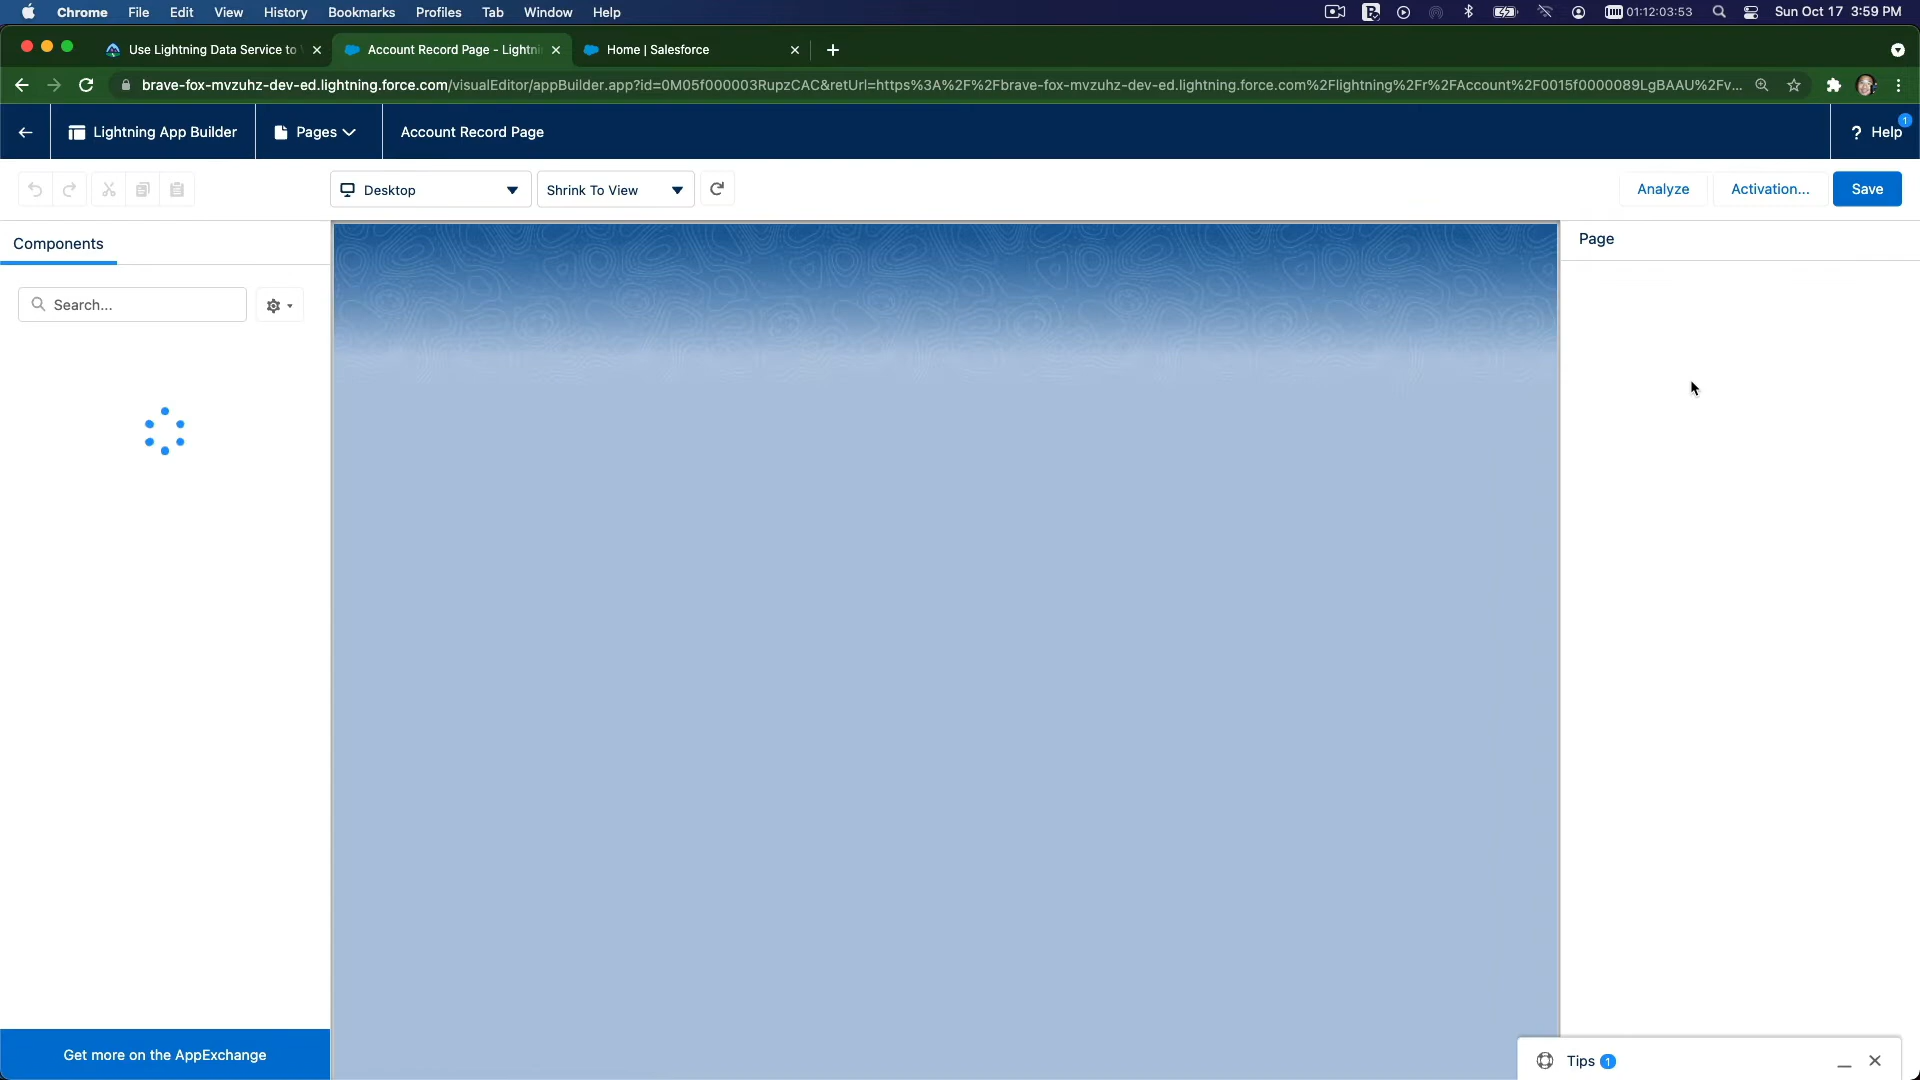 Chrome File Edit View History Bookmarks Profiles Tab Window Help 01:12:03:53 Sun Oct 17 3:59 PM
Use Lightning Data Service to Account Record Page - Lightni Home | Salesforce
brave-fox-mvzuhz-dev-ed.lightning.force.com/visualEditor/appBuilder.app?id=0M05f000003RupzCAC&retUrl=https%3A%2F%2Fbrave-fox-mvzuhz-dev-ed.lightning.force.com%2Flightning%2Fr%2FAccount%2F0015f0000089LgBAAU%2Fv...
Lightning App Builder Pages Account Record Page ? Help 1
Desktop Shrink To View Analyze Activation... Save
Components Page
Search...
Get more on the AppExchange
Tips 1